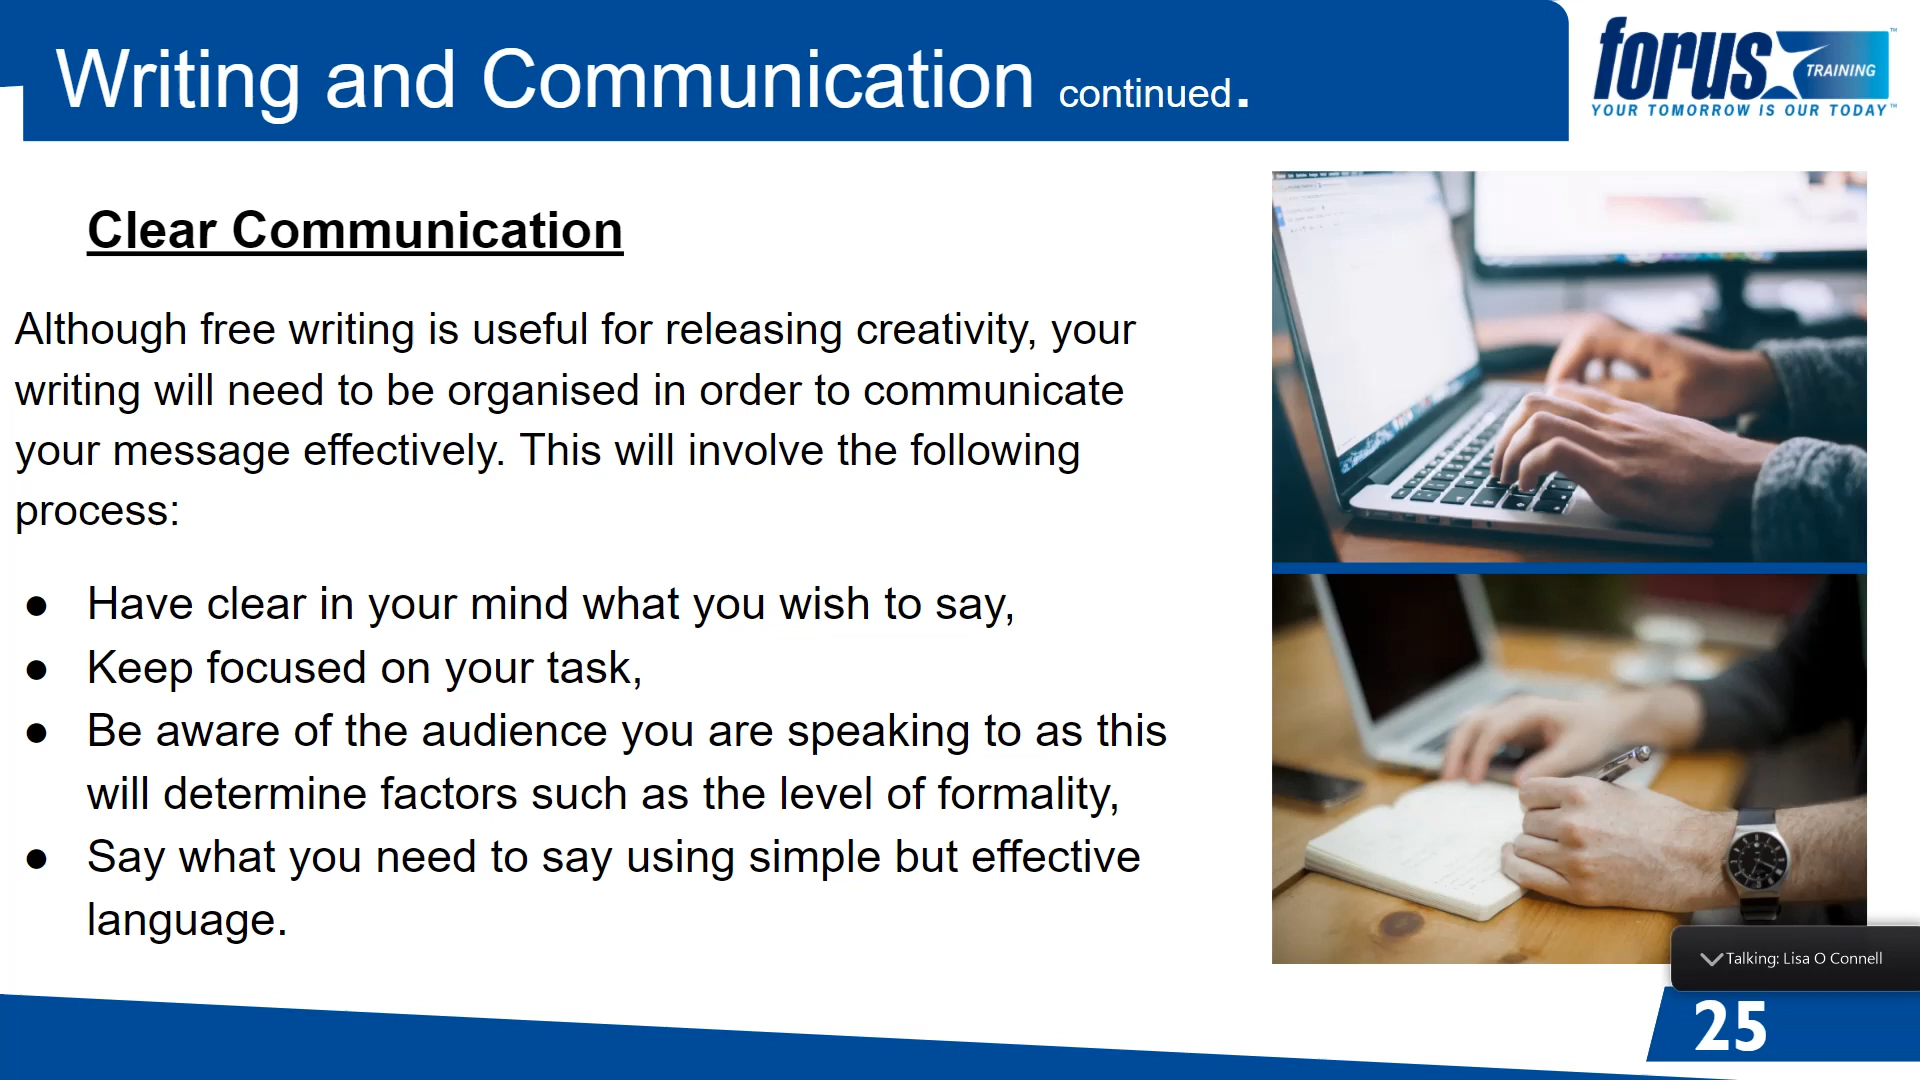 Writing and Communication continued.
forus TRAINING
YOUR TOMORROW IS OUR TODAY
Clear Communication
Although free writing is useful for releasing creativity, your
writing will need to be organised in order to communicate
your message effectively. This will involve the following
process:
● Have clear in your mind what you wish to say,
● Keep focused on your task,
● Be aware of the audience you are speaking to as this
will determine factors such as the level of formality,
● Say what you need to say using simple but effective
language.
Talking: Lisa O Connell
25